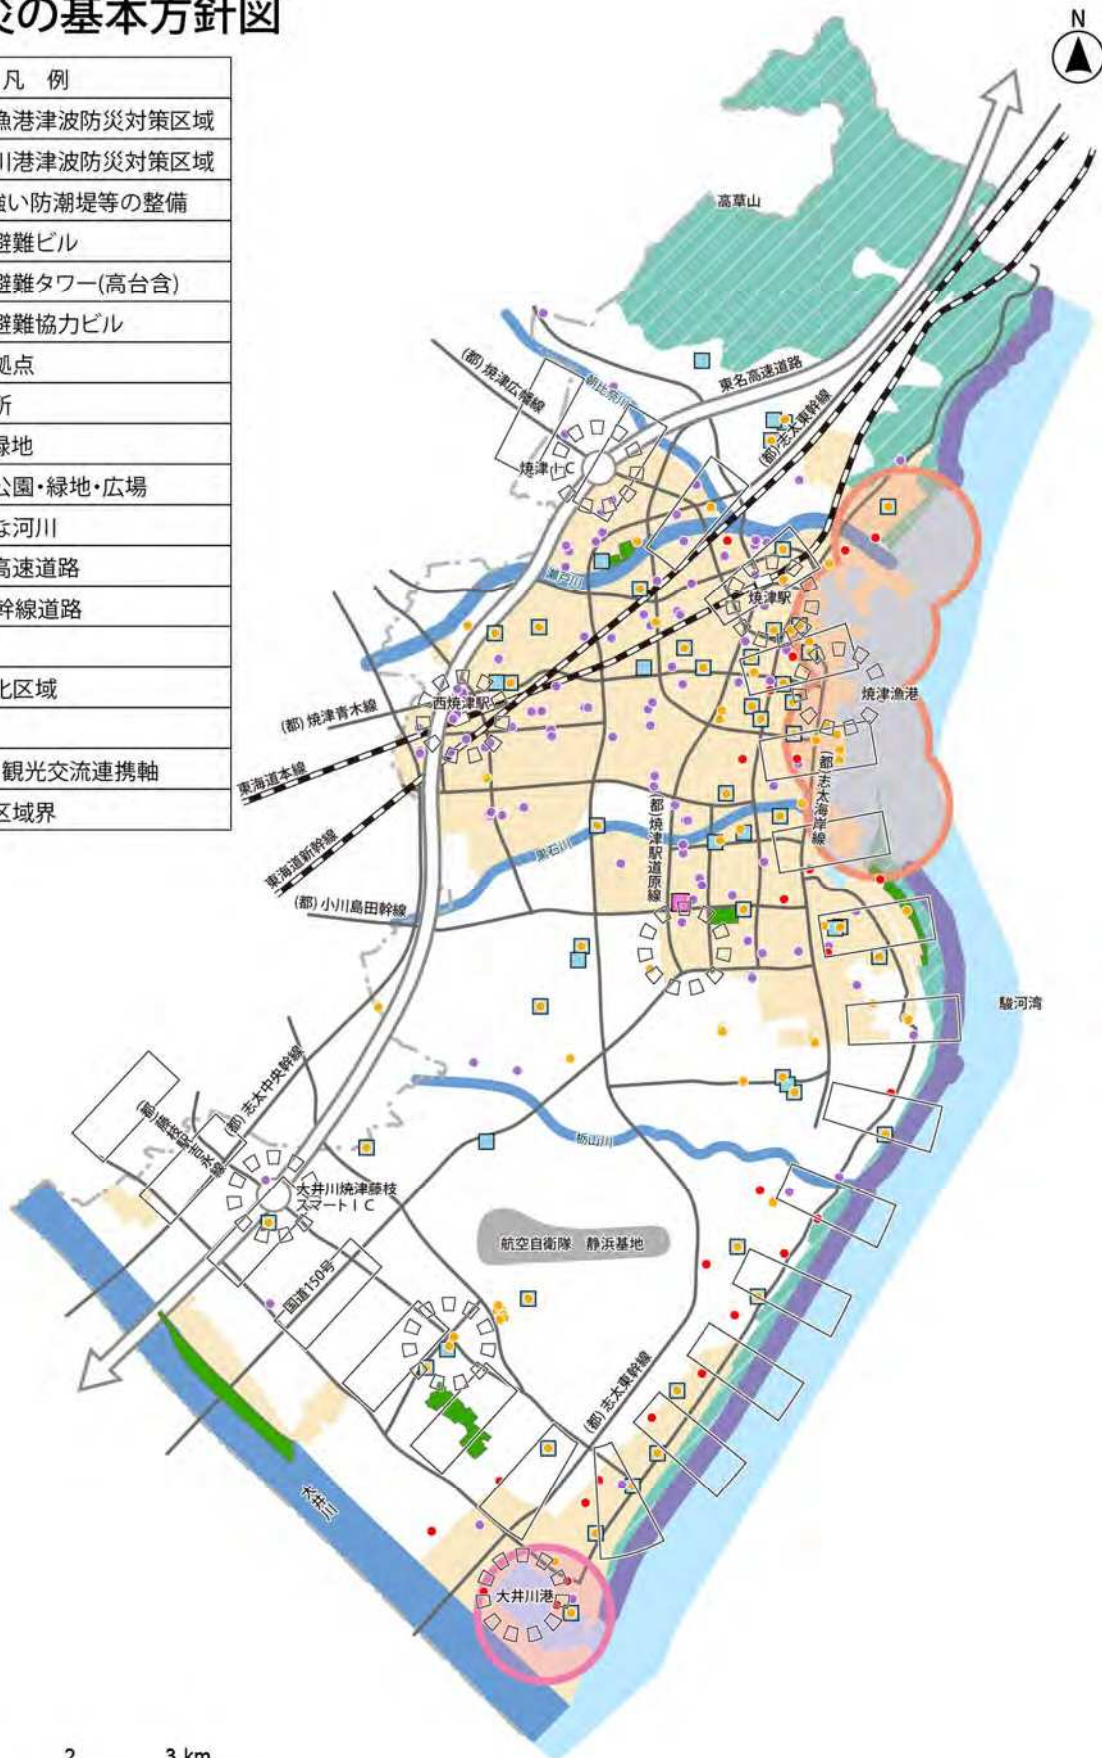 災の基本方針図
N
凡 例
漁港津波防災対策区域
川港津波防災対策区域
強い防潮堤等の整備
避難ビル
避難タワー(高台含)
避難協力ビル
拠点
所
緑地
公園・緑地・広場
な河川
高速道路
幹線道路
化区域
観光交流連携軸
区域界
高草山
(都)焼津広幡線
朝比奈川
東名高速道路
(都)志太東幹線
焼津IC
瀬戸川
焼津駅
西焼津駅
焼津漁港
(都)焼津青木線
東海道本線
(都)志太海岸線
(都)焼津駅道原線
東海道新幹線
黒石川
(都)小川島田幹線
駿河湾
(都)志太中央幹線
(都)藤枝駅吉永線
栃山川
大井川焼津藤枝
スマートIC
航空自衛隊 静浜基地
国道150号
(都)志太東幹線
大井川
大井川港
2 3 km